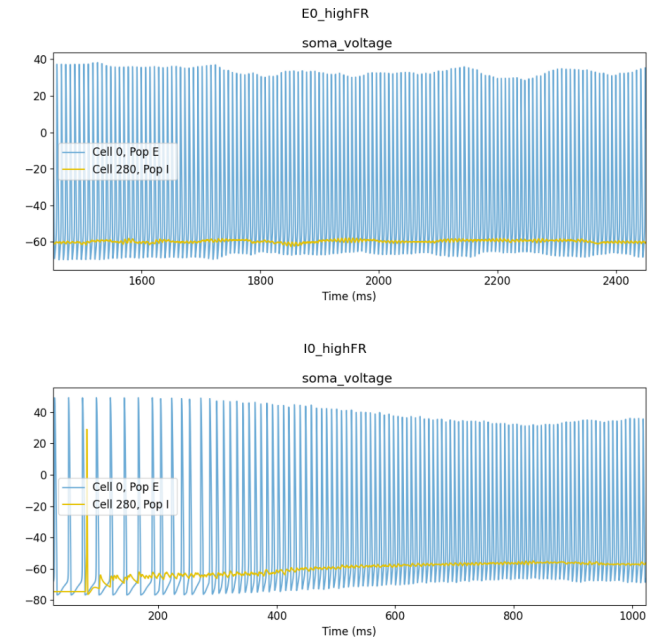 E0_highFR
soma_voltage
40
20
0
−20
−40
−60
Cell 0, Pop E
Cell 280, Pop I
1600 1800 2000 2200 2400
Time (ms)
I0_highFR
soma_voltage
40
20
0
−20
−40
−60
−80
Cell 0, Pop E
Cell 280, Pop I
200 400 600 800 1000
Time (ms)